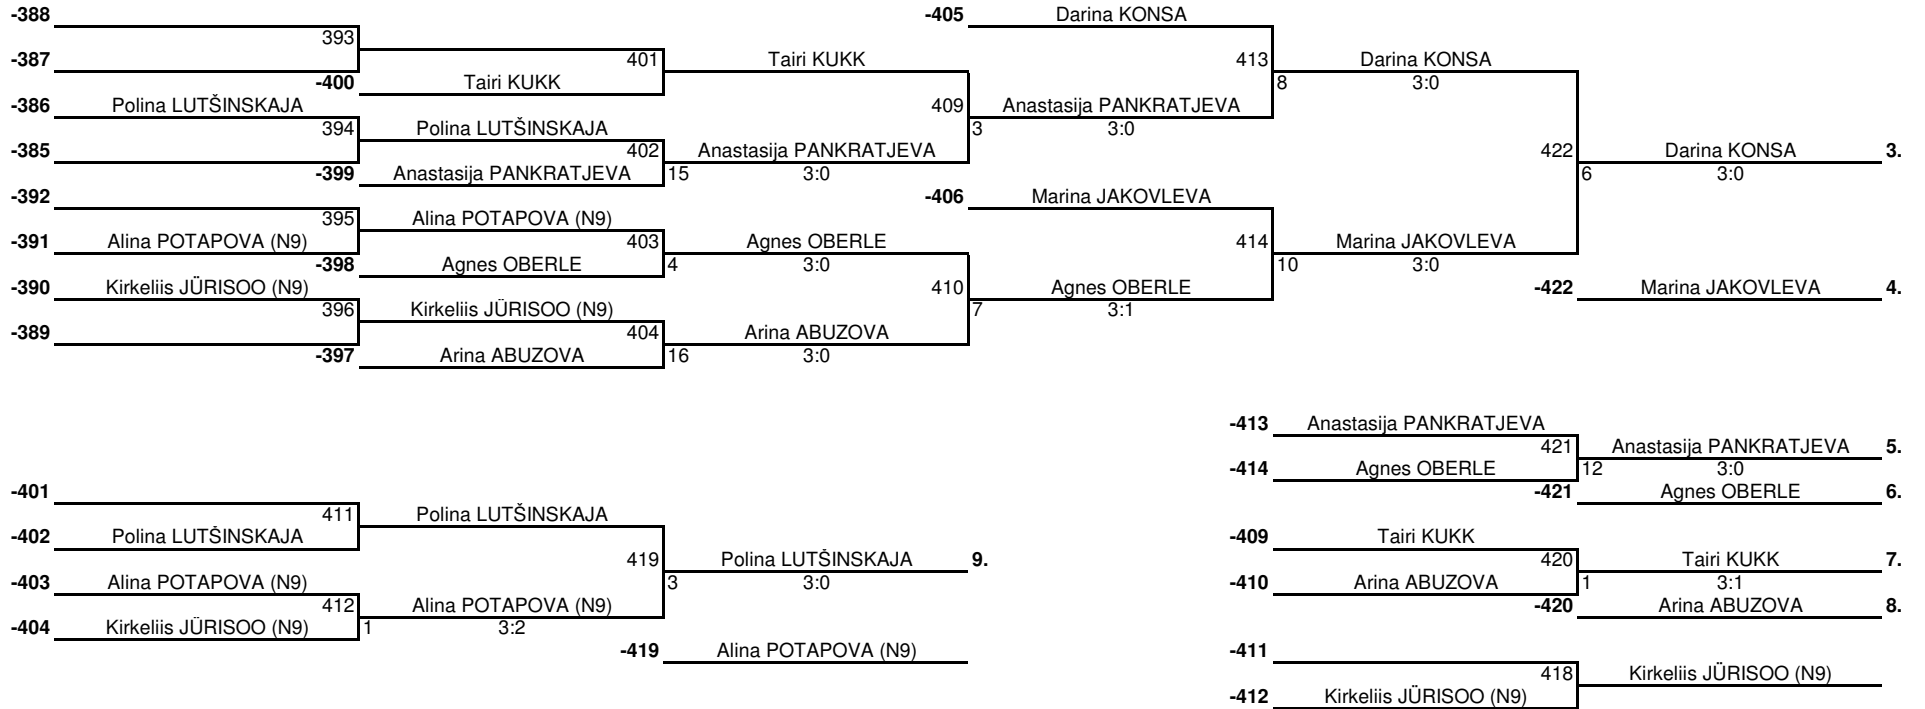 -388 -405 Darina KONSA
393
-387 401 Tairi KUKK 413 Darina KONSA
-400 Tairi KUKK 8 3:0
-386 Polina LUTŠINSKAJA 409 Anastasija PANKRATJEVA
394 Polina LUTŠINSKAJA 3 3:0
-385 402 Anastasija PANKRATJEVA 422 Darina KONSA 3.
-399 Anastasija PANKRATJEVA 15 3:0 6 3:0
-392 -406 Marina JAKOVLEVA
395 Alina POTAPOVA (N9)
-391 Alina POTAPOVA (N9) 403 Agnes OBERLE 414 Marina JAKOVLEVA
-398 Agnes OBERLE 4 3:0 10 3:0
-390 Kirkeliis JÜRISOO (N9) 410 Agnes OBERLE -422 Marina JAKOVLEVA 4.
396 Kirkeliis JÜRISOO (N9) 7 3:1
-389 404 Arina ABUZOVA
-397 Arina ABUZOVA 16 3:0
-413 Anastasija PANKRATJEVA
421 Anastasija PANKRATJEVA 5.
-414 Agnes OBERLE 12 3:0
-401 -421 Agnes OBERLE 6.
411 Polina LUTŠINSKAJA
-402 Polina LUTŠINSKAJA -409 Tairi KUKK
419 Polina LUTŠINSKAJA 9. 420 Tairi KUKK 7.
-403 Alina POTAPOVA (N9) 3 3:0 -410 Arina ABUZOVA 1 3:1
412 Alina POTAPOVA (N9) -420 Arina ABUZOVA 8.
-404 Kirkeliis JÜRISOO (N9) 1 3:2
-419 Alina POTAPOVA (N9) -411
418 Kirkeliis JÜRISOO (N9)
-412 Kirkeliis JÜRISOO (N9)